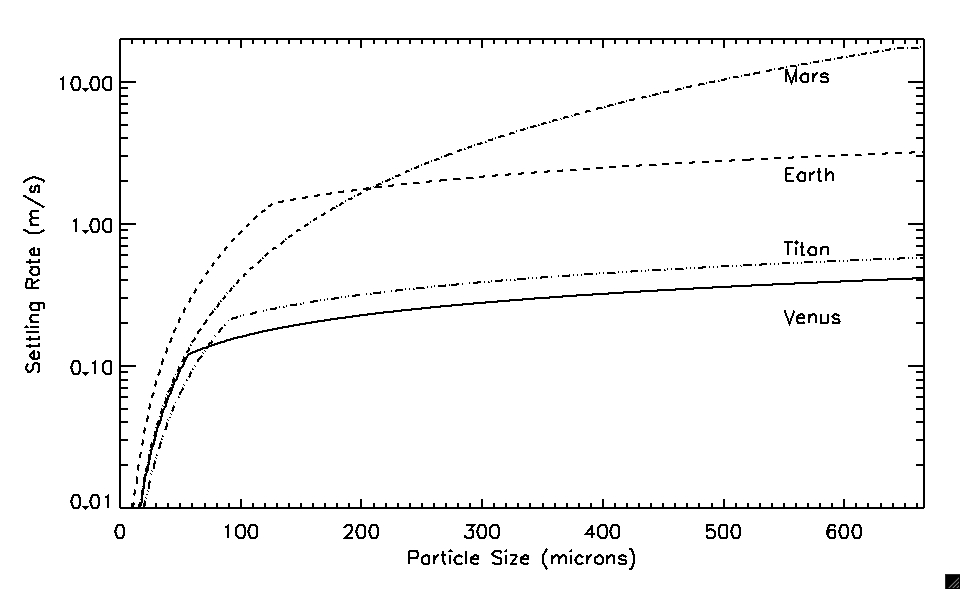 10.00
Mars
Earth
1.00
Titan
Settling Rate (m/s)
Venus
0.10
0.01
0 100 200 300 400 500 600
Particle Size (microns)